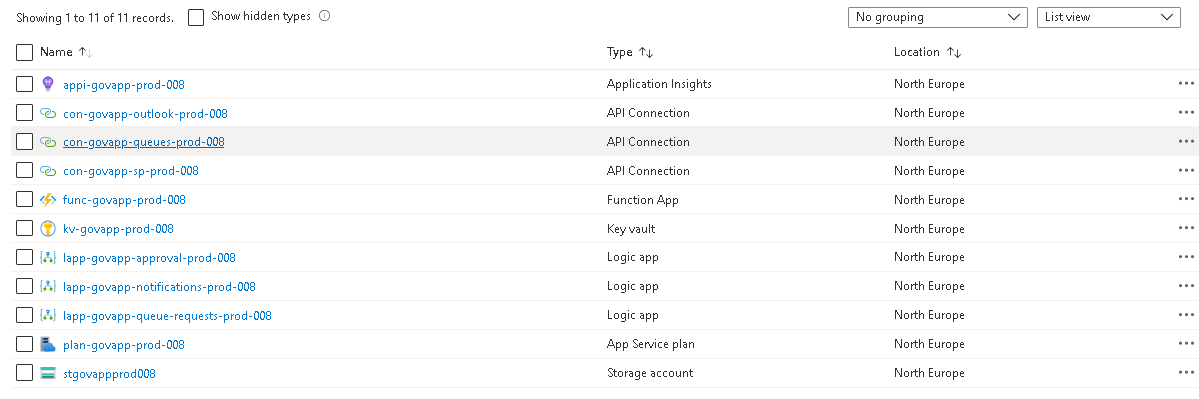 Showing 1 to 11 of 11 records. Show hidden types No grouping List view
Name Type Location
appi-govapp-prod-008 Application Insights North Europe
con-govapp-outlook-prod-008 API Connection North Europe
con-govapp-queues-prod-008 API Connection North Europe
con-govapp-sp-prod-008 API Connection North Europe
func-govapp-prod-008 Function App North Europe
kv-govapp-prod-008 Key vault North Europe
lapp-govapp-approval-prod-008 Logic app North Europe
lapp-govapp-notifications-prod-008 Logic app North Europe
lapp-govapp-queue-requests-prod-008 Logic app North Europe
plan-govapp-prod-008 App Service plan North Europe
stgovappprod008 Storage account North Europe